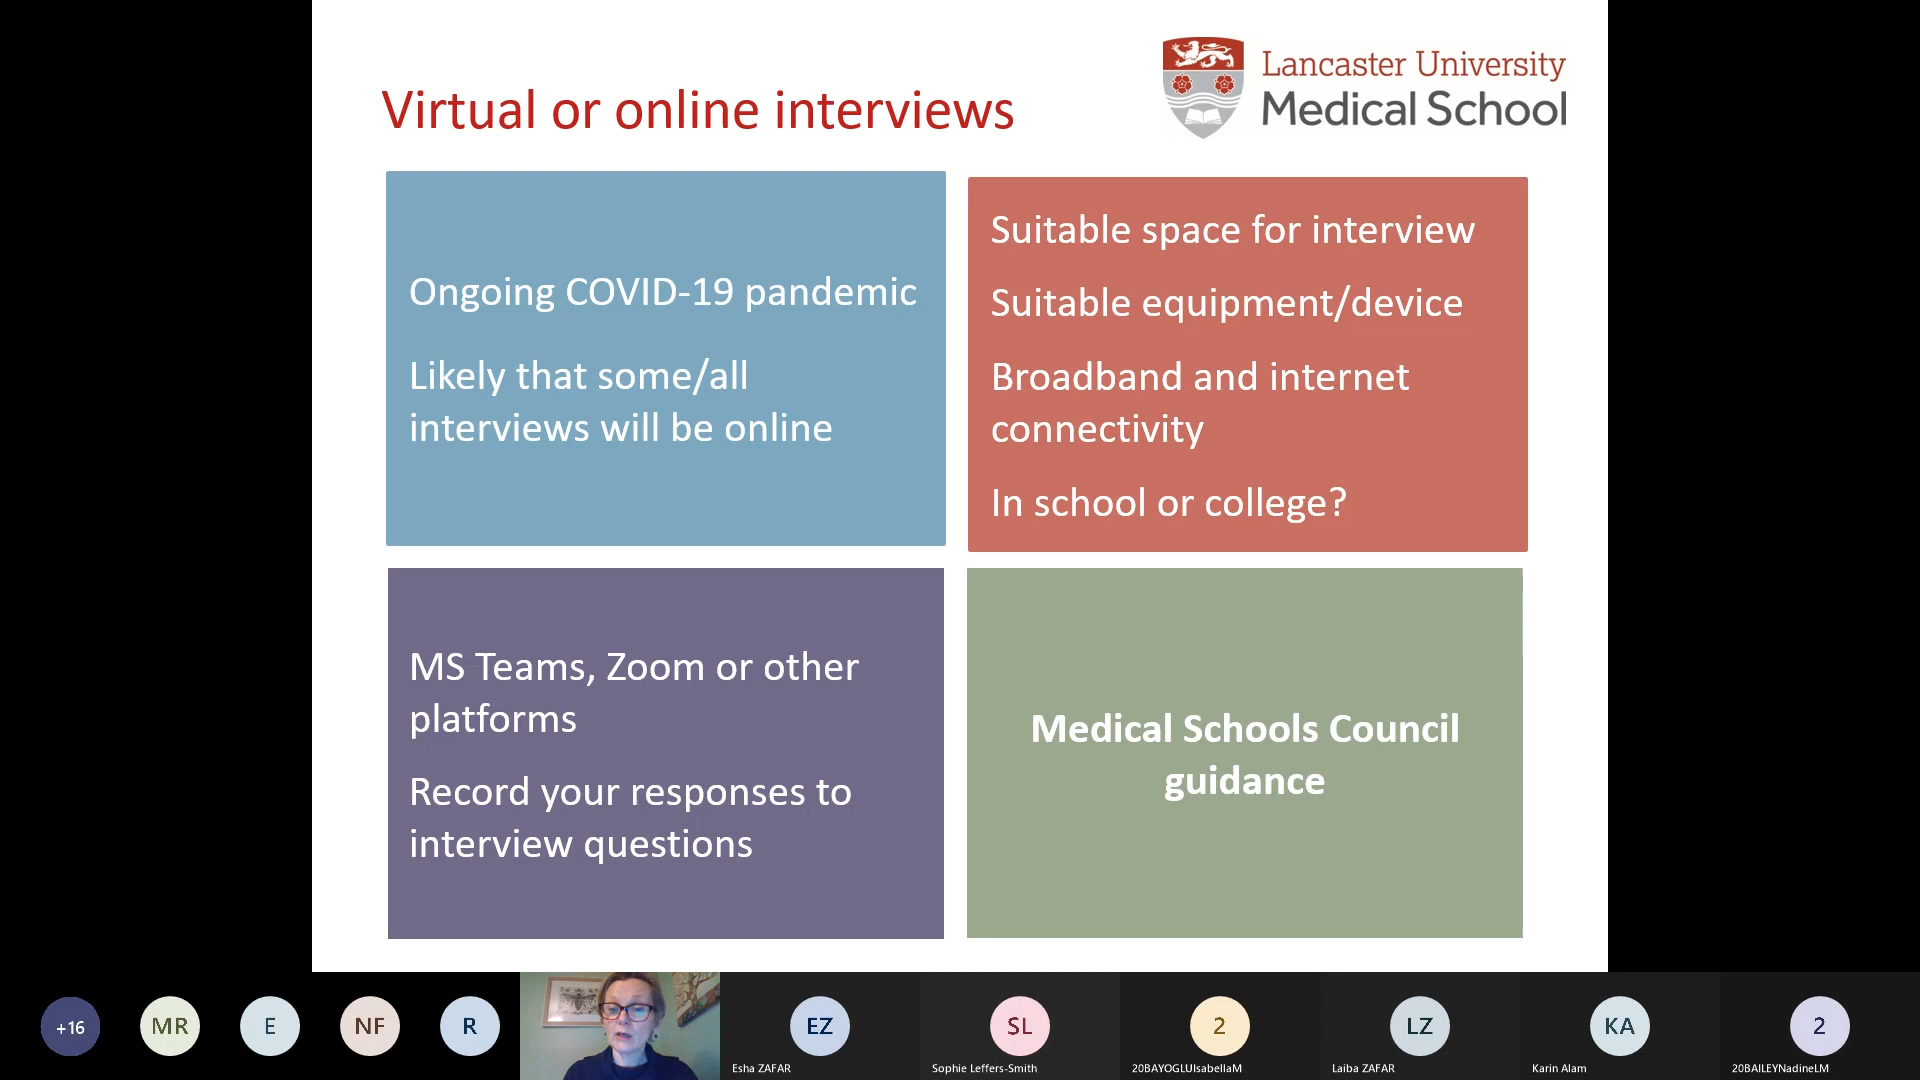 Virtual or online interviews
Lancaster University
Medical School
Ongoing COVID-19 pandemic
Likely that some/all
interviews will be online
Suitable space for interview
Suitable equipment/device
Broadband and internet
connectivity
In school or college?
MS Teams, Zoom or other
platforms
Record your responses to
interview questions
Medical Schools Council
guidance
+16
MR
E
NF
R
EZ
Esha ZAFAR
SL
Sophie Leffers-Smith
2
20BAYOGLUIsabellaM
LZ
Laiba ZAFAR
KA
Karin Alam
2
20BAILEYNadineLM